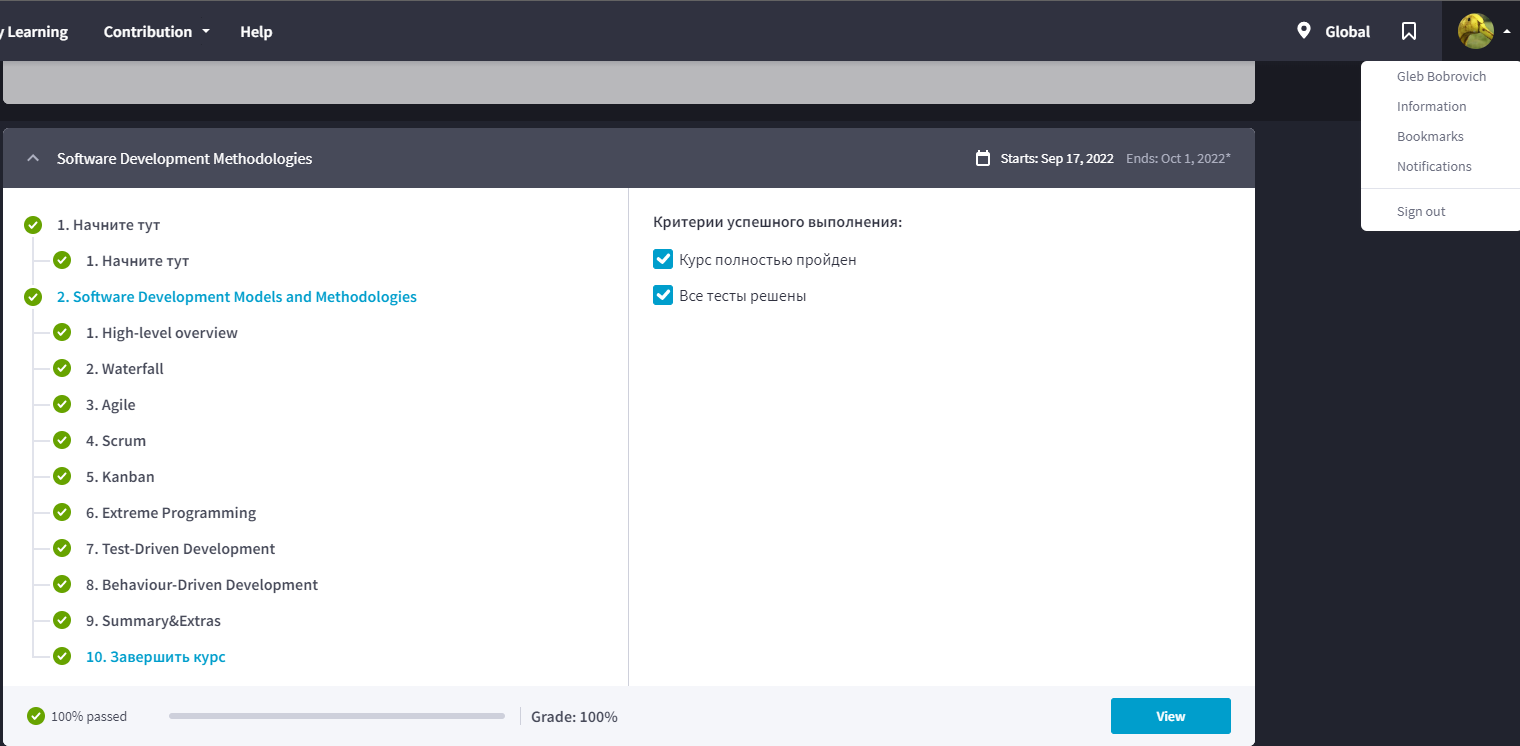 y Learning
Contribution
Help
Global
Gleb Bobrovich
Information
Bookmarks
Notifications
Sign out
Software Development Methodologies
Starts: Sep 17, 2022 Ends: Oct 1, 2022*
1. Начните тут
1. Начните тут
2. Software Development Models and Methodologies
1. High-level overview
2. Waterfall
3. Agile
4. Scrum
5. Kanban
6. Extreme Programming
7. Test-Driven Development
8. Behaviour-Driven Development
9. Summary&Extras
10. Завершить курс
Критерии успешного выполнения:
Курс полностью пройден
Все тесты решены
100% passed
Grade: 100%
View